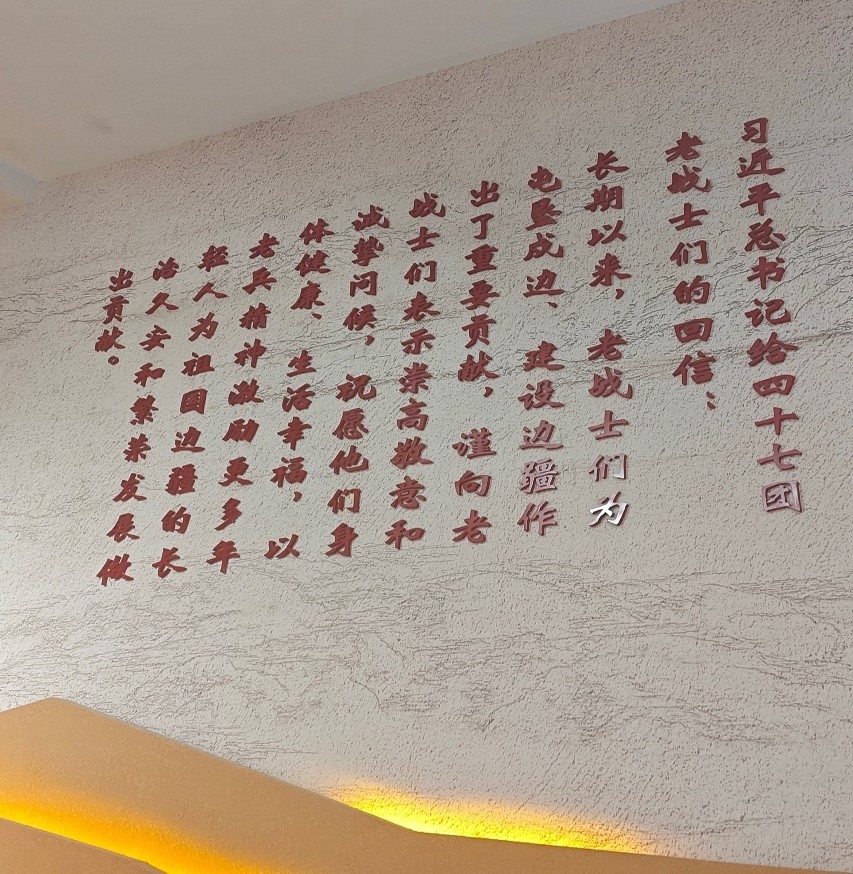 习近平总书记给四十七团
老战士们的回信：
长期以来，老战士们为
屯垦戍边、建设边疆作
出了重要贡献，谨向老
战士们表示崇高敬意和
诚挚问候，祝愿他们身
体健康、生活幸福，以
老兵精神激励更多年
轻人为祖国边疆的长
治久安和繁荣发展做
出贡献。